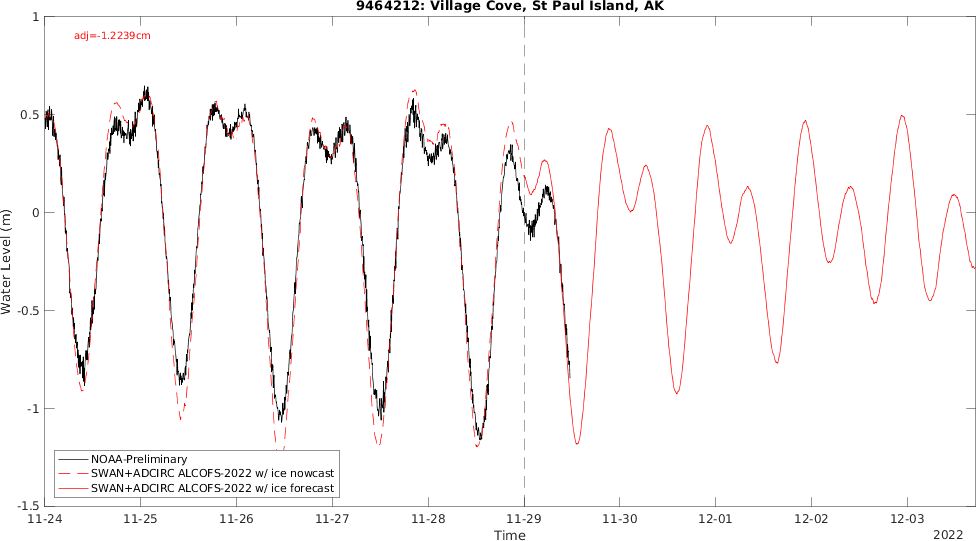 9464212: Village Cove, St Paul Island, AK
adj=-1.2239cm
Water Level (m)
1
0.5
0
-0.5
-1
-1.5
NOAA-Preliminary
SWAN+ADCIRC ALCOFS-2022 w/ ice nowcast
SWAN+ADCIRC ALCOFS-2022 w/ ice forecast
11-24 11-25 11-26 11-27 11-28 11-29 11-30 12-01 12-02 12-03
Time
2022